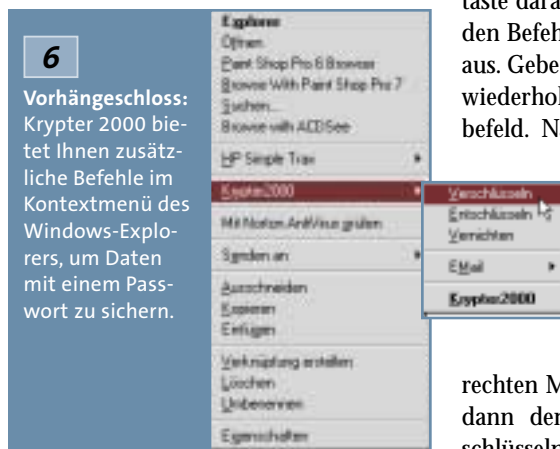 6
Vorhängeschloss:
Krypter 2000 bie-
tet Ihnen zusätz-
liche Befehle im
Kontextmenü des
Windows-Explo-
rers, um Daten
mit einem Pass-
wort zu sichern.
Explorer
Öffnen
Paint Shop Pro 6 Browser
Browse With Paint Shop Pro 7
Suchen...
Browse with ACDSee
HP Simple Trax
Krypter2000
Mit Norton AntiVirus prüfen
Senden an
Ausschneiden
Kopieren
Einfügen
Verknüpfung erstellen
Löschen
Umbenennen
Eigenschaften
Verschlüsseln
Entschlüsseln
Vernichten
EMail
Krypter2000
taste dara
den Befeh
aus. Gebe
wiederhol
befeld. N
rechten M
dann der
schlüsseln